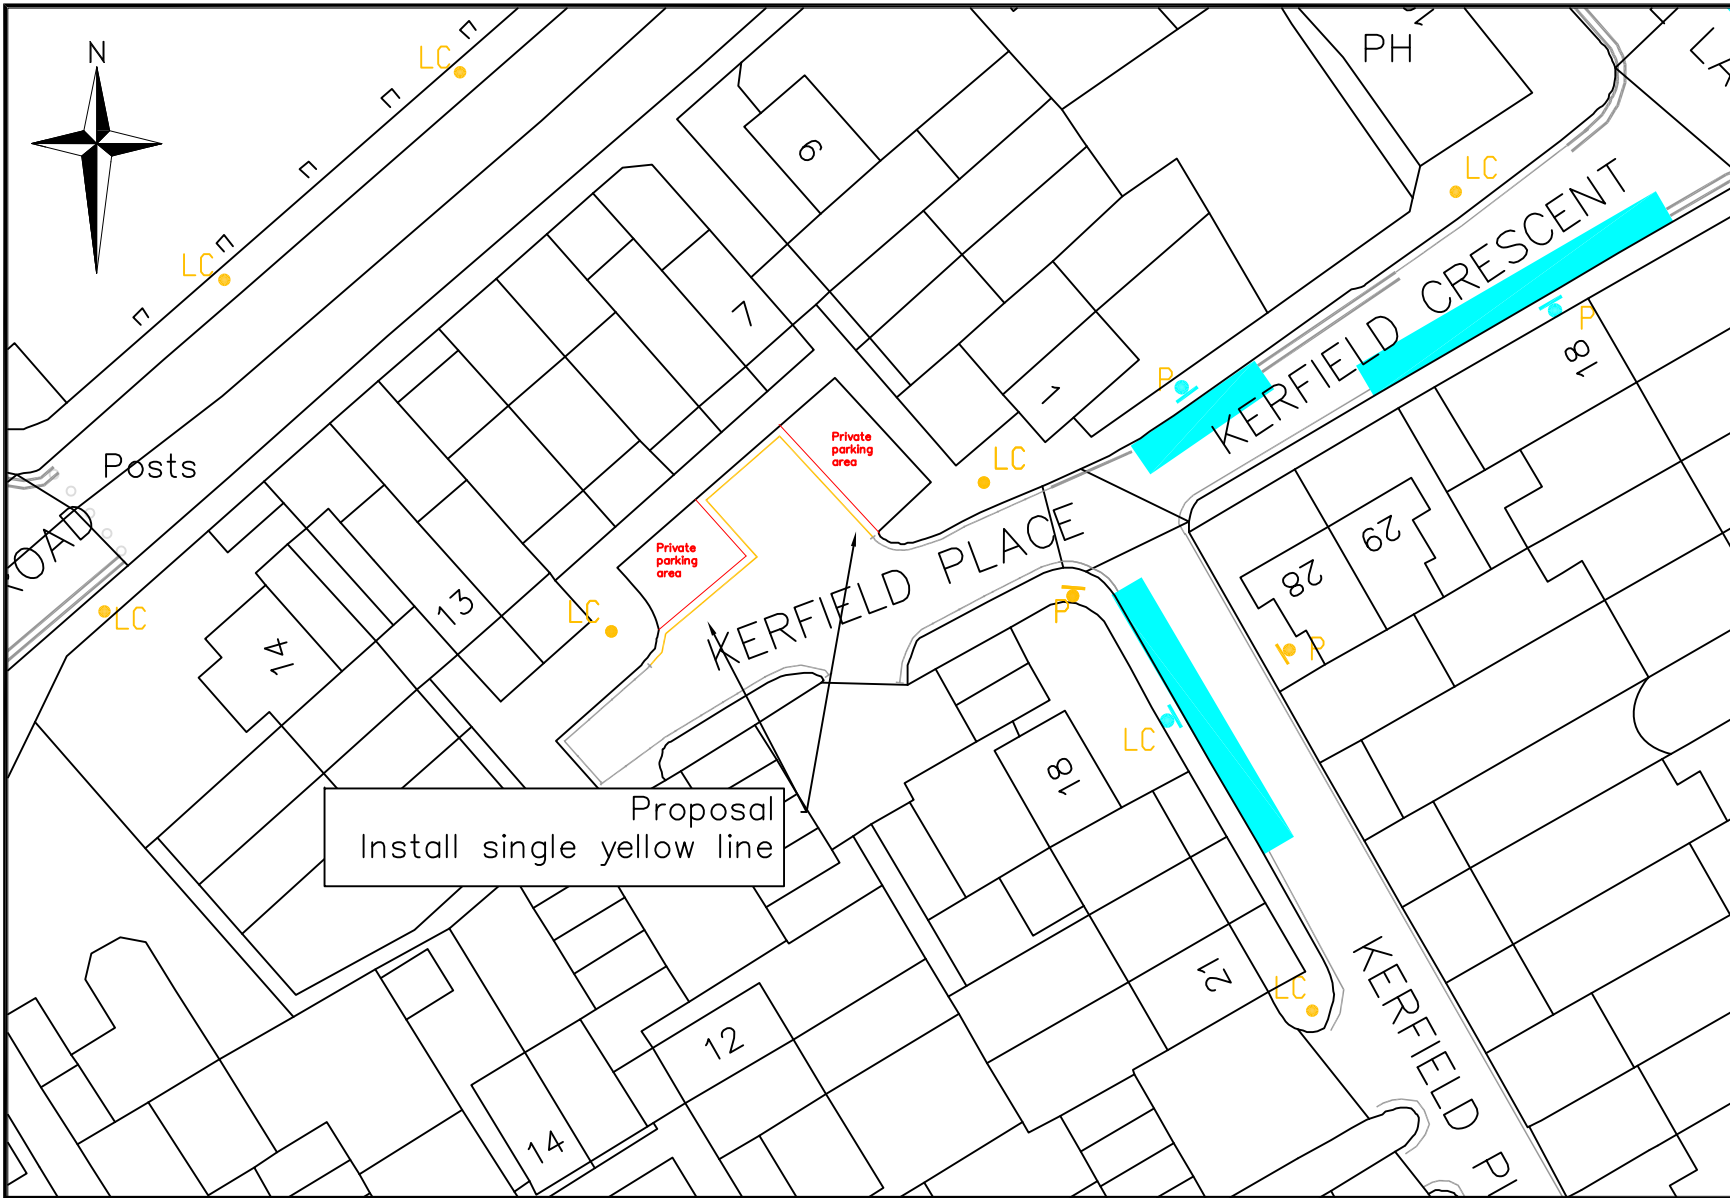 N
LC
PH
6
LC
KERFIELD CRESCENT
LC
7
P
P
18
1
Private
parking
area
Posts
LC
ROAD
KERFIELD PLACE
29
Private
parking
area
28
13
LC
LC
P
P
14
LC
18
Proposal
Install single yellow line
21
LC
12
14
KERFIELD PL